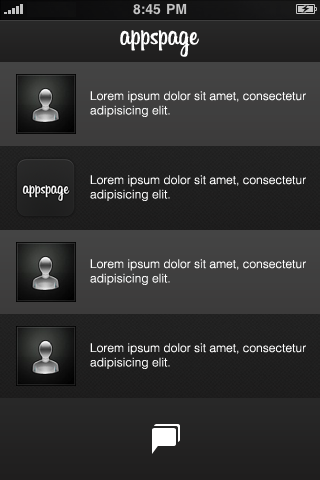 8:45 PM
appspage
Lorem ipsum dolor sit amet, consectetur
adipisicing elit.
appspage
Lorem ipsum dolor sit amet, consectetur
adipisicing elit.
Lorem ipsum dolor sit amet, consectetur
adipisicing elit.
Lorem ipsum dolor sit amet, consectetur
adipisicing elit.